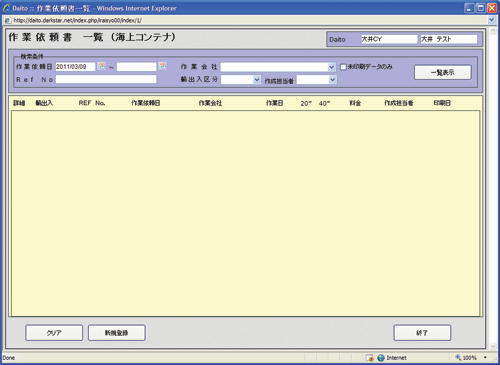 Daito :: 作業依頼書一覧 - Windows Internet Explorer
http://daito.darkstar.net/index.php/iraisyo00/index/1/
作業依頼書 一覧 (海上コンテナ)
Daito 大井CY 大井 テスト
検索条件
作業依頼日 2011/03/09 ~ 作業会社 未印刷データのみ 一覧表示
Ref No 輸出入区分 作成担当者
詳細 輸出入 REF No. 作業依頼日 作業会社 作業日 20" 40" 料金 作成担当者 印刷日
クリア 新規登録 終了
Done Internet 100%